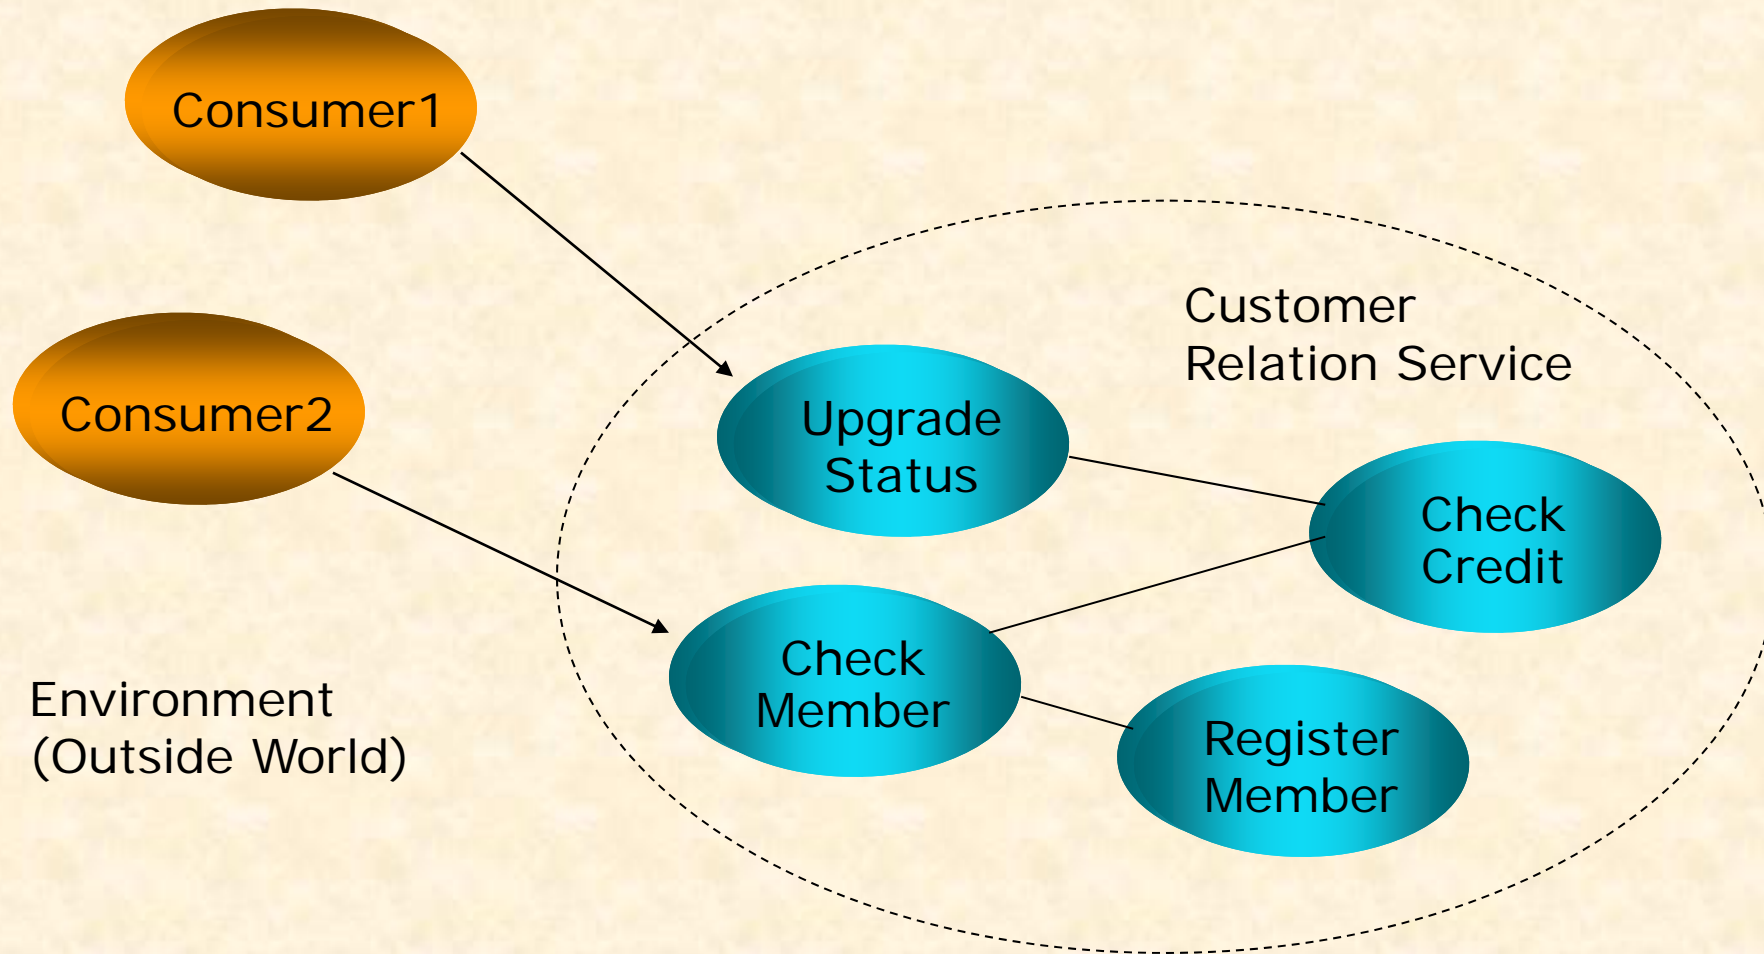 Consumer1
Consumer2
Customer
Relation Service
Upgrade
Status
Check
Credit
Check
Member
Register
Member
Environment
(Outside World)